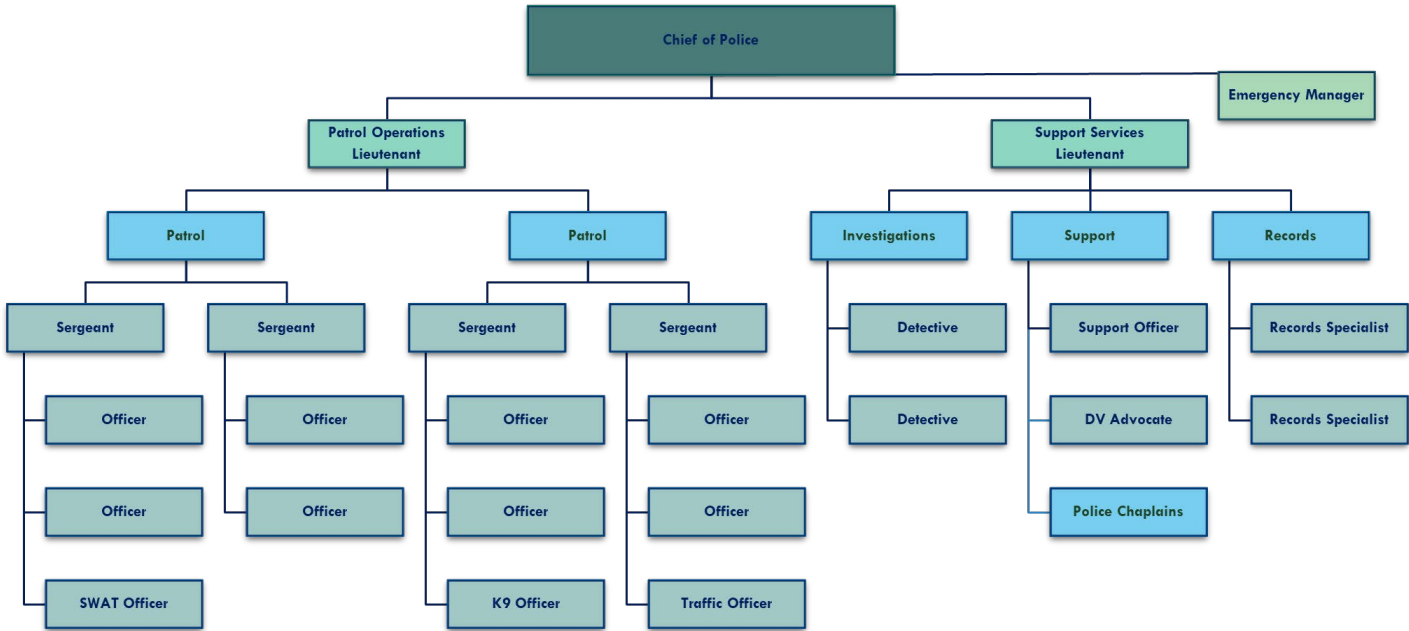 Chief of Police
Emergency Manager
Patrol Operations
Lieutenant
Support Services
Lieutenant
Patrol
Patrol
Investigations
Support
Records
Sergeant
Sergeant
Sergeant
Sergeant
Detective
Support Officer
Records Specialist
Officer
Officer
Officer
Officer
Detective
DV Advocate
Records Specialist
Officer
Officer
Officer
Officer
Police Chaplains
SWAT Officer
K9 Officer
Traffic Officer